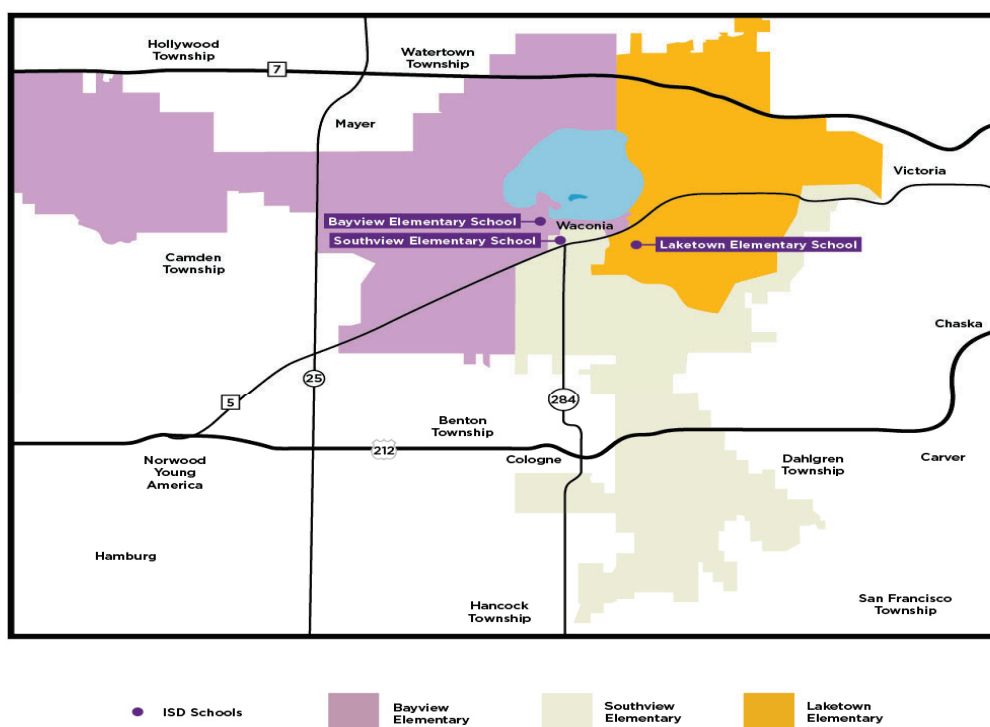 Hollywood
Township
Watertown
Township
7
Mayer
Victoria
Bayview Elementary School
Waconia
Southview Elementary School
Laketown Elementary School
Camden
Township
Chaska
25
5
284
Benton
Township
212
Cologne
Norwood
Young
America
Dahlgren
Township
Carver
Hamburg
Hancock
Township
San Francisco
Township
ISD Schools
Bayview
Elementary
Southview
Elementary
Laketown
Elementary